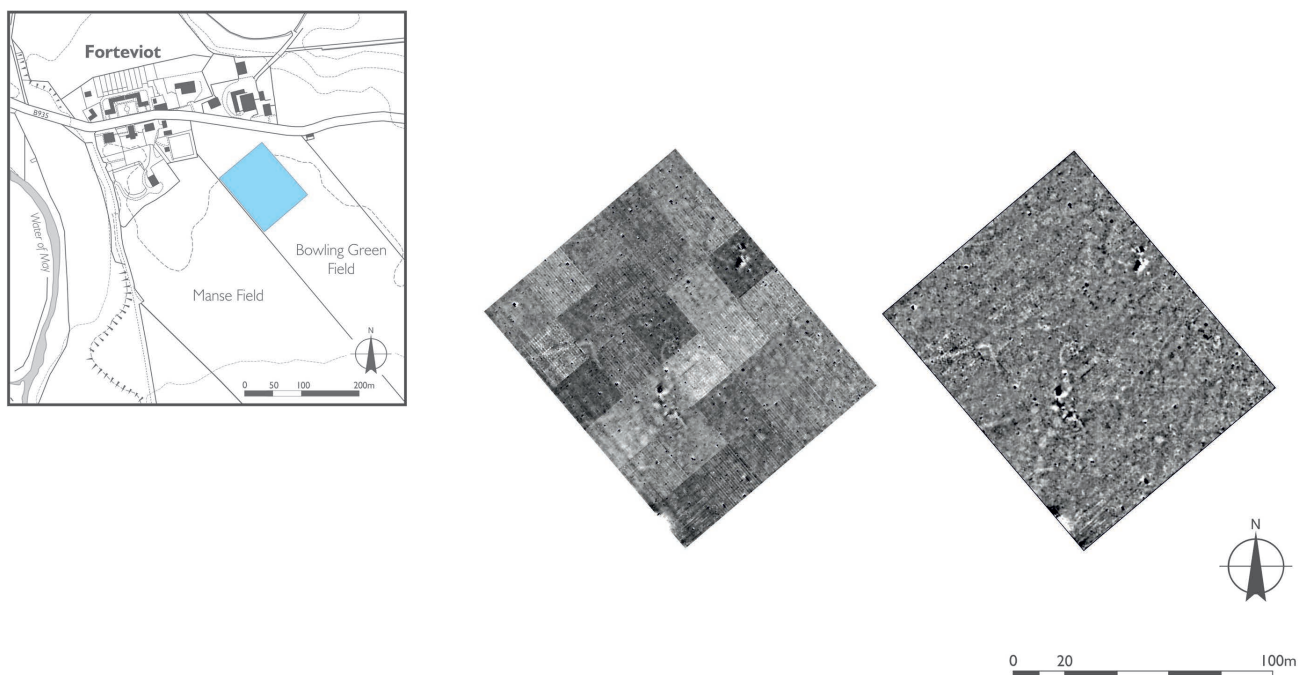 Forteviot
B935
Water of May
Bowling Green
Field
Manse Field
N
0 50 100 200m
N
0 20 100m